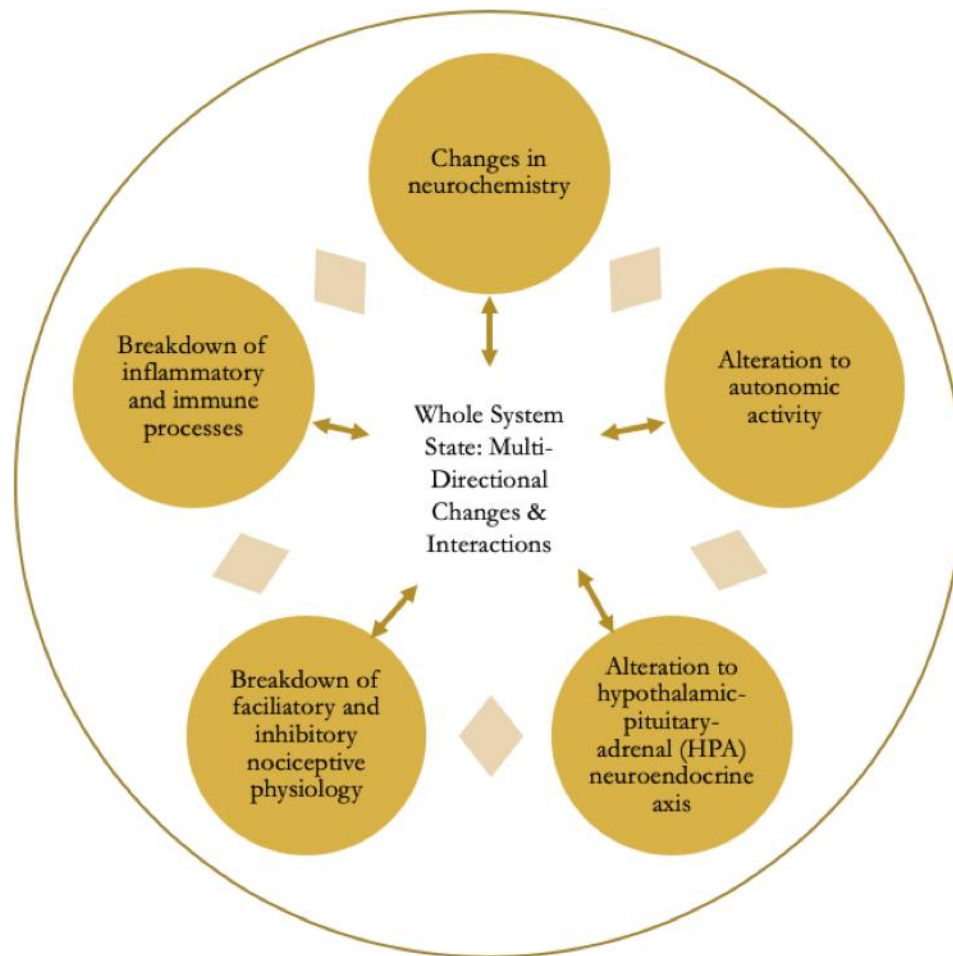 Changes in
neurochemistry
Breakdown of
inflammatory
and immune
processes
Alteration to
autonomic
activity
Whole System
State: Multi-
Directional
Changes &
Interactions
Breakdown of
faciliatory and
inhibitory
nociceptive
physiology
Alteration to
hypothalamic-
pituitary-
adrenal (HPA)
neuroendocrine
axis